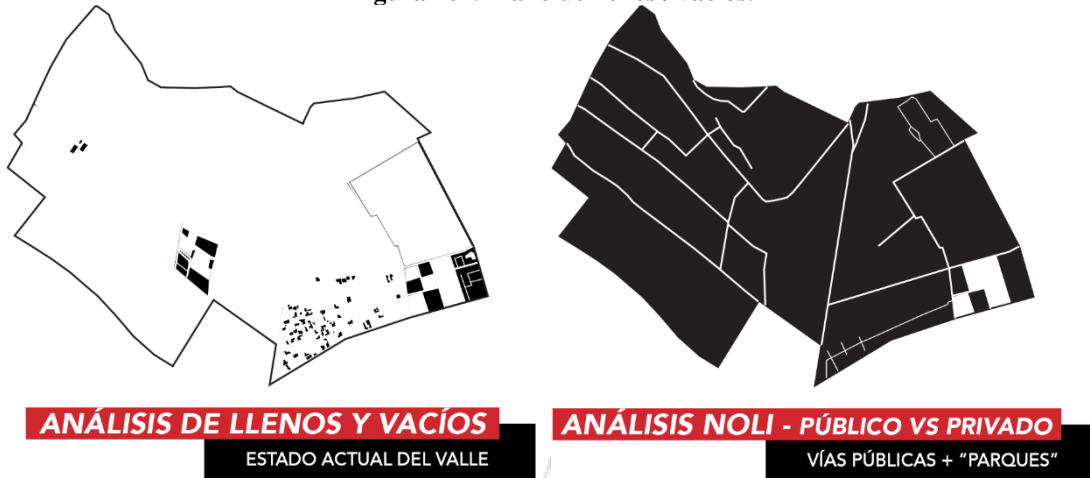 ANÁLISIS DE LLENOS Y VACÍOS
ESTADO ACTUAL DEL VALLE
ANÁLISIS NOLI - PÚBLICO VS PRIVADO
VÍAS PÚBLICAS + "PARQUES"